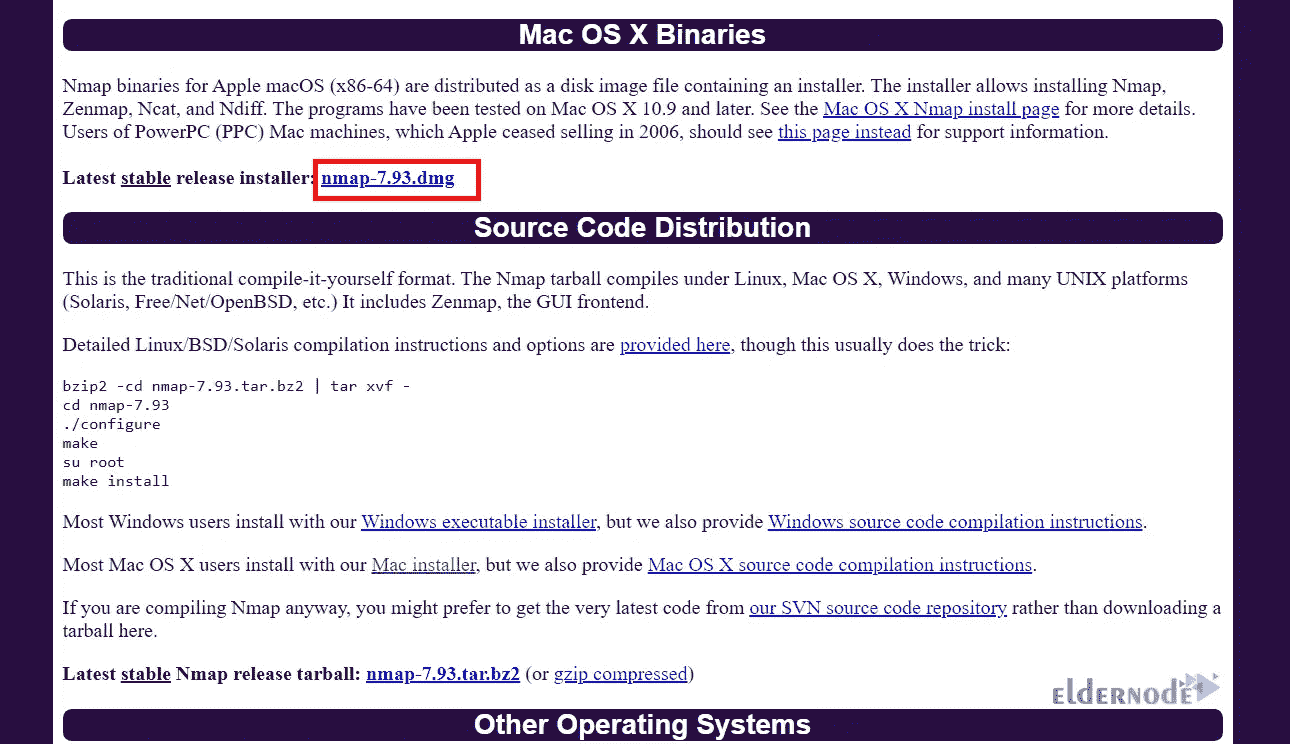 Mac OS X Binaries
Nmap binaries for Apple macOS (x86-64) are distributed as a disk image file containing an installer. The installer allows installing Nmap,
Zenmap, Ncat, and Ndiff. The programs have been tested on Mac OS X 10.9 and later. See the Mac OS X Nmap install page for more details.
Users of PowerPC (PPC) Mac machines, which Apple ceased selling in 2006, should see this page instead for support information.
Latest stable release installer: nmap-7.93.dmg
Source Code Distribution
This is the traditional compile-it-yourself format. The Nmap tarball compiles under Linux, Mac OS X, Windows, and many UNIX platforms
(Solaris, Free/Net/OpenBSD, etc.) It includes Zenmap, the GUI frontend.
Detailed Linux/BSD/Solaris compilation instructions and options are provided here, though this usually does the trick:
bzip2 -cd nmap-7.93.tar.bz2 | tar xvf -
cd nmap-7.93
./configure
make
su root
make install
Most Windows users install with our Windows executable installer, but we also provide Windows source code compilation instructions.
Most Mac OS X users install with our Mac installer, but we also provide Mac OS X source code compilation instructions.
If you are compiling Nmap anyway, you might prefer to get the very latest code from our SVN source code repository rather than downloading a
tarball here.
Latest stable Nmap release tarball: nmap-7.93.tar.bz2 (or gzip compressed)
eldernode
Other Operating Systems